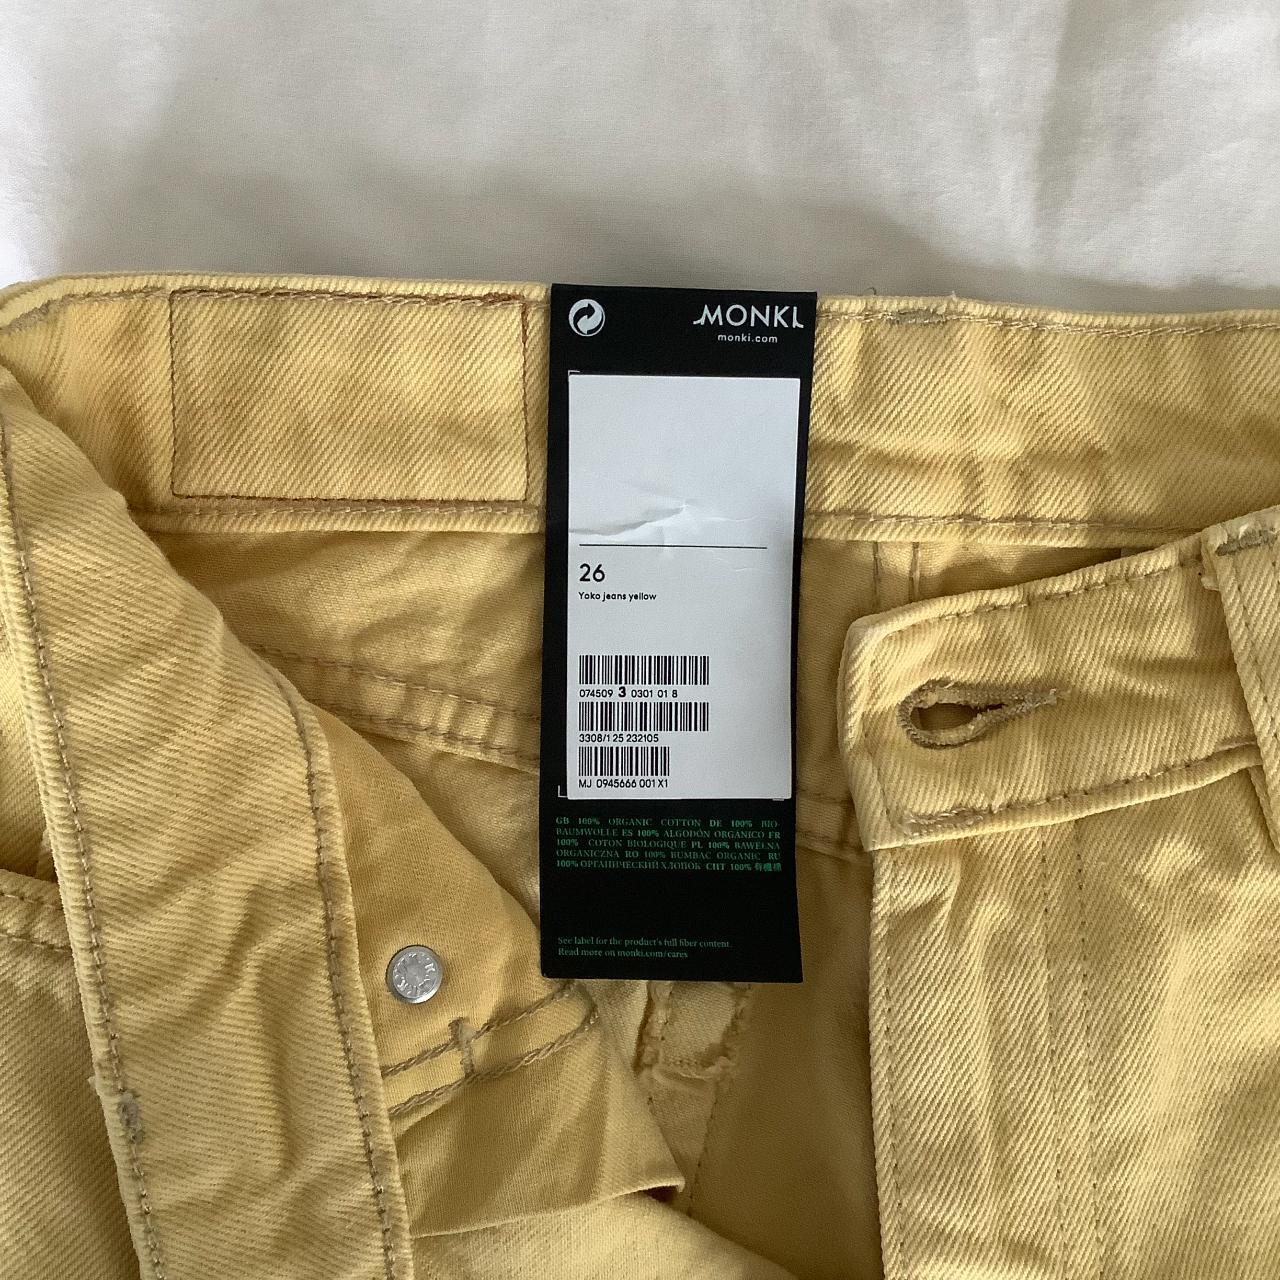 MONKI
monki.com
26
Yoko jeans yellow
074509 3 0301 01 8
3308/1 25 232105
MJ 0945666 001 X1
GB 100% ORGANIC COTTON DE 100% BIO-
BAUMWOLLE ES 100% ALGODÓN ORGANICO FR
100% COTON BIOLOGIQUE PL 100% BAWEŁNA
ORGANICZNA RO 100% BUMBAC ORGANIC RU
100% ОРГАНИЧЕСКИЙ ХЛОПОК CHT 100% 有機棉
See label for the product's full fiber content.
Read more on monki.com/cares